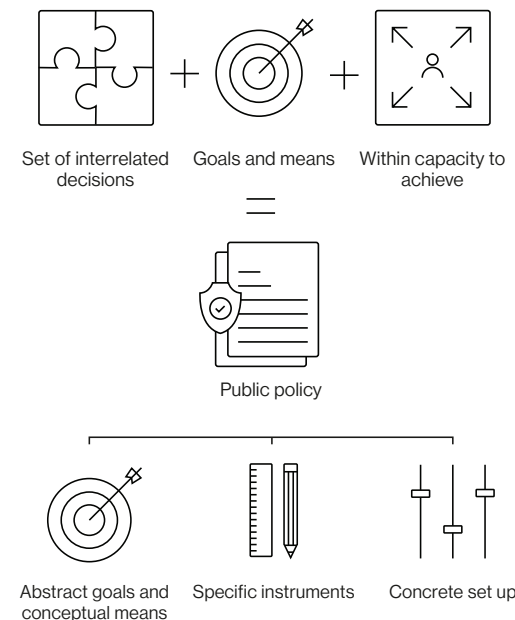 Set of interrelated
decisions
Goals and means
Within capacity to
achieve
Public policy
Abstract goals and
conceptual means
Specific instruments
Concrete set up